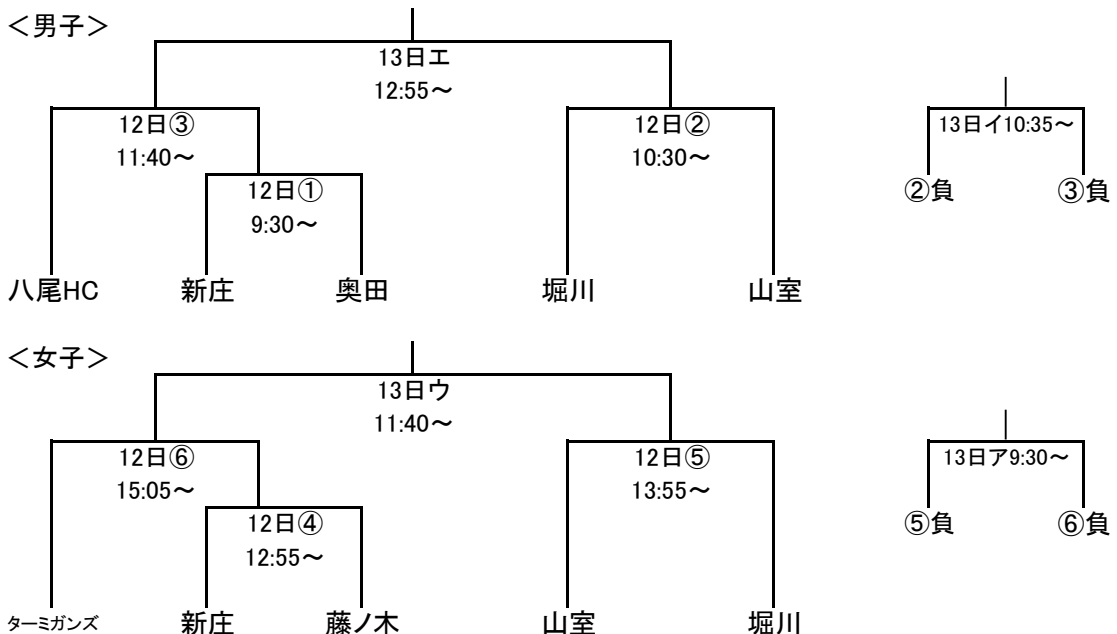 ＜男子＞
13日エ
12:55～
12日③
11:40～
12日②
10:30～
13日イ10:35～
12日①
9:30～
②負
③負
八尾HC
新庄
奥田
堀川
山室
＜女子＞
13日ウ
11:40～
12日⑥
15:05～
12日⑤
13:55～
13日ア9:30～
12日④
12:55～
⑤負
⑥負
ターミガンズ
新庄
藤ノ木
山室
堀川